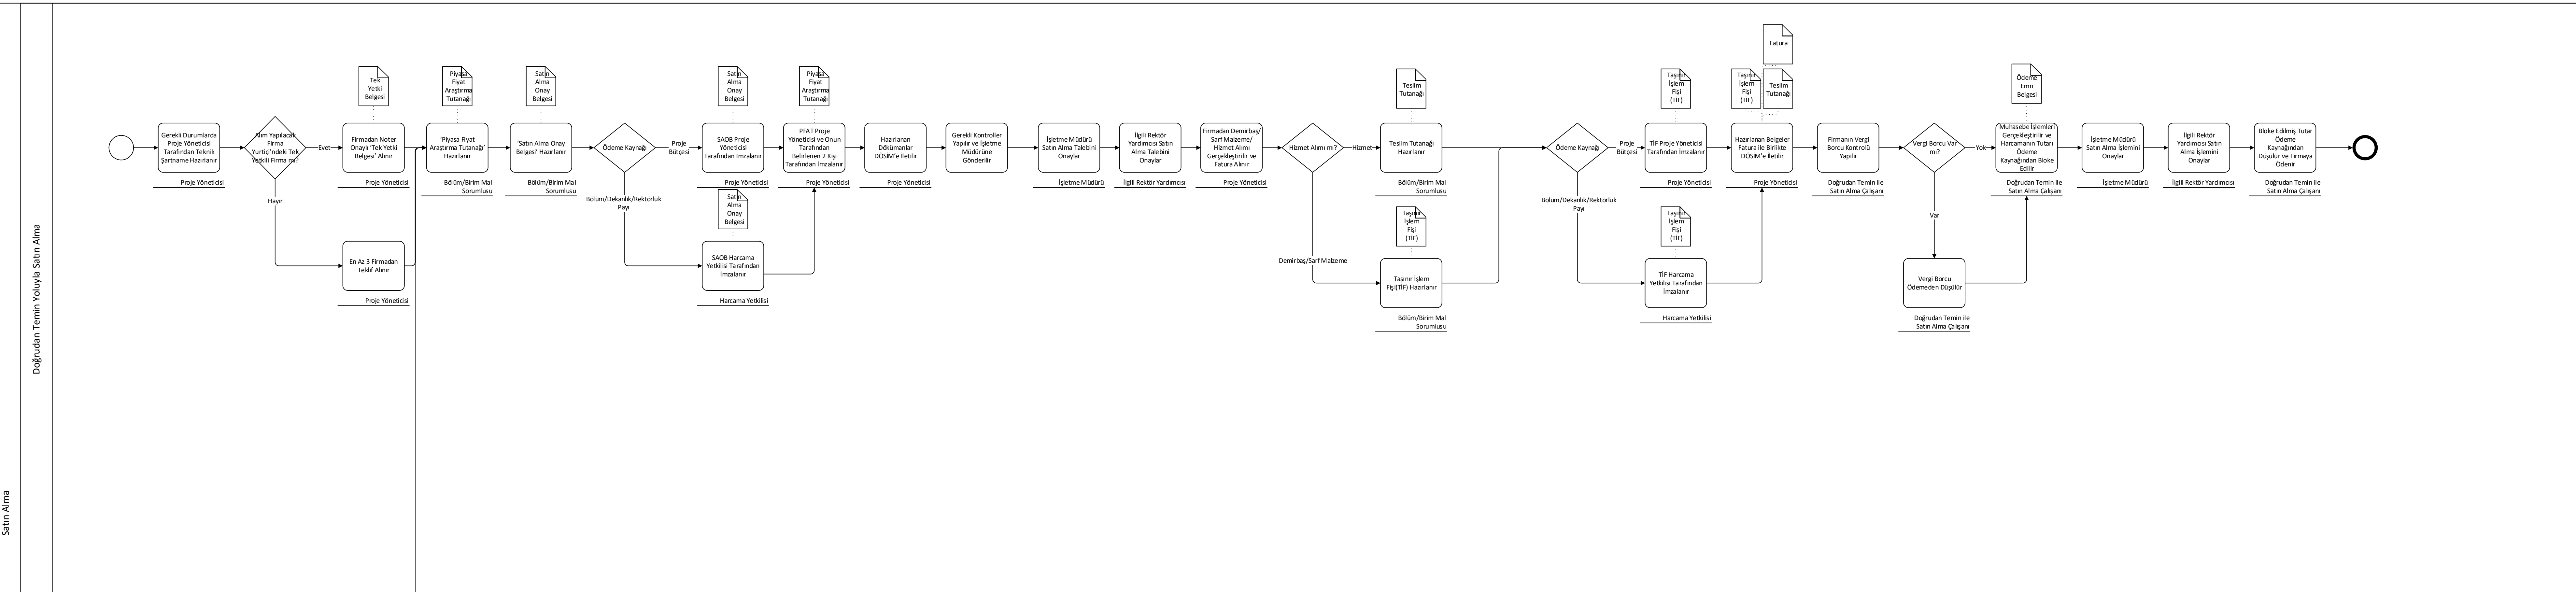 Satın Alma
Doğrudan Temin Yoluyla Satın Alma
Gerekli Durumlarda
Proje Yöneticisi
Tarafından Teknik
Şartname Hazırlanır
Proje Yöneticisi
Alım Yapılacak
Firma
Yurtiçi'ndeki Tek
Yetkili Firma mı?
Evet
Hayır
Tek
Yetki
Belgesi
Firmadan Noter
Onaylı 'Tek Yetki
Belgesi' Alınır
Proje Yöneticisi
En Az 3 Firmadan
Teklif Alınır
Proje Yöneticisi
Piyasa
Fiyat
Araştırma
Tutanağı
'Piyasa Fiyat
Araştırma Tutanağı'
Hazırlanır
Bölüm/Birim Mal
Sorumlusu
Satın
Alma
Onay
Belgesi
'Satın Alma Onay
Belgesi' Hazırlanır
Bölüm/Birim Mal
Sorumlusu
Ödeme Kaynağı
Proje
Bütçesi
Bölüm/Dekanlık/Rektörlük
Payı
Satın
Alma
Onay
Belgesi
SAOB Proje
Yöneticisi
Tarafından İmzalanır
Proje Yöneticisi
Satın
Alma
Onay
Belgesi
SAOB Harcama
Yetkilisi Tarafından
İmzalanır
Harcama Yetkilisi
Piyasa
Fiyat
Araştırma
Tutanağı
PFAT Proje
Yöneticisi ve Onun
Tarafından
Belirlenen 2 Kişi
Tarafından İmzalanır
Proje Yöneticisi
Hazırlanan
Dökümanlar
DÖSİM'e İletilir
Proje Yöneticisi
Gerekli Kontroller
Yapılır ve İşletme
Müdürüne
Gönderilir
İşletme Müdürü
Satın Alma Talebini
Onaylar
İşletme Müdürü
İlgili Rektör
Yardımcısı Satın
Alma Talebini
Onaylar
İlgili Rektör Yardımcısı
Firmadan Demirbaş/
Sarf Malzeme/
Hizmet Alımı
Gerçekleştirilir ve
Fatura Alınır
Proje Yöneticisi
Hizmet Alımı mı?
Hizmet
Demirbaş/Sarf Malzeme
Teslim
Tutanağı
Teslim Tutanağı
Hazırlanır
Bölüm/Birim Mal
Sorumlusu
Taşınır
İşlem
Fişi
(TİF)
Taşınır İşlem
Fişi(TİF) Hazırlanır
Bölüm/Birim Mal
Sorumlusu
Ödeme Kaynağı
Proje
Bütçesi
Bölüm/Dekanlık/Rektörlük
Payı
Taşınır
İşlem
Fişi
(TİF)
TİF Proje Yöneticisi
Tarafından İmzalanır
Proje Yöneticisi
Taşınır
İşlem
Fişi
(TİF)
TİF Harcama
Yetkilisi Tarafından
İmzalanır
Harcama Yetkilisi
Fatura
Taşınır
İşlem
Fişi
(TİF)
Teslim
Tutanağı
Hazırlanan Belgeler
Fatura ile Birlikte
DÖSİM'e İletilir
Proje Yöneticisi
Firmanın Vergi
Borcu Kontrolü
Yapılır
Doğrudan Temin ile
Satın Alma Çalışanı
Vergi Borcu Var
mı?
Yok
Var
Vergi Borcu
Ödemeden Düşülür
Doğrudan Temin ile
Satın Alma Çalışanı
Ödeme
Emri
Belgesi
Muhasebe İşlemleri
Gerçekleştirilir ve
Harcamanın Tutarı
Ödeme
Kaynağından Bloke
Edilir
Doğrudan Temin ile
Satın Alma Çalışanı
İşletme Müdürü
Satın Alma İşlemini
Onaylar
İşletme Müdürü
İlgili Rektör
Yardımcısı Satın
Alma İşlemini
Onaylar
İlgili Rektör Yardımcısı
Bloke Edilmiş Tutar
Ödeme
Kaynağından
Düşülür ve Firmaya
Ödenir
Doğrudan Temin ile
Satın Alma Çalışanı